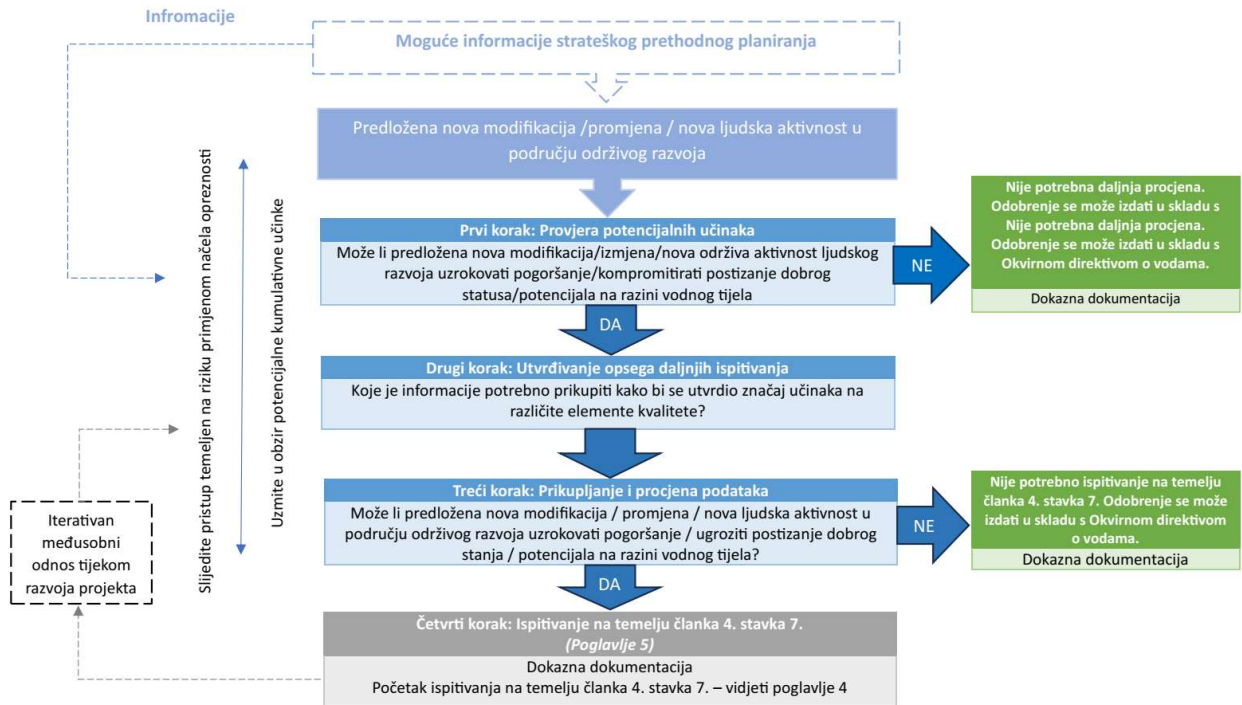 Infromacije
Moguće informacije strateškog prethodnog planiranja
Predložena nova modifikacija /promjena / nova ljudska aktivnost u
području održivog razvoja
Slijedite pristup temeljen na riziku primjenom načela opreznosti
Uzmite u obzir potencijalne kumulativne učinke
Prvi korak: Provjera potencijalnih učinaka
Može li predložena nova modifikacija/izmjena/nova održiva aktivnost ljudskog
razvoja uzrokovati pogoršanje/kompromitirati postizanje dobrog
statusa/potencijala na razini vodnog tijela
NE
Nije potrebna daljnja procjena.
Odobrenje se može izdati u skladu s
Nije potrebna daljnja procjena.
Odobrenje se može izdati u skladu s
Okvirnom direktivom o vodama.
Dokazna dokumentacija
DA
Drugi korak: Utvrđivanje opsega daljnjih ispitivanja
Koje je informacije potrebno prikupiti kako bi se utvrdio značaj učinaka na
različite elemente kvalitete?
Treći korak: Prikupljanje i procjena podataka
Može li predložena nova modifikacija / promjena / nova ljudska aktivnost u
području održivog razvoja uzrokovati pogoršanje / ugroziti postizanje dobrog
stanja / potencijala na razini vodnog tijela?
NE
Nije potrebno ispitivanje na temelju
članka 4. stavka 7. Odobrenje se može
izdati u skladu s Okvirnom direktivom
o vodama.
Dokazna dokumentacija
DA
Iterativan
međusobni
odnos tijekom
razvoja projekta
Četvrti korak: Ispitivanje na temelju članka 4. stavka 7.
(Poglavlje 5)
Dokazna dokumentacija
Početak ispitivanja na temelju članka 4. stavka 7. – vidjeti poglavlje 4